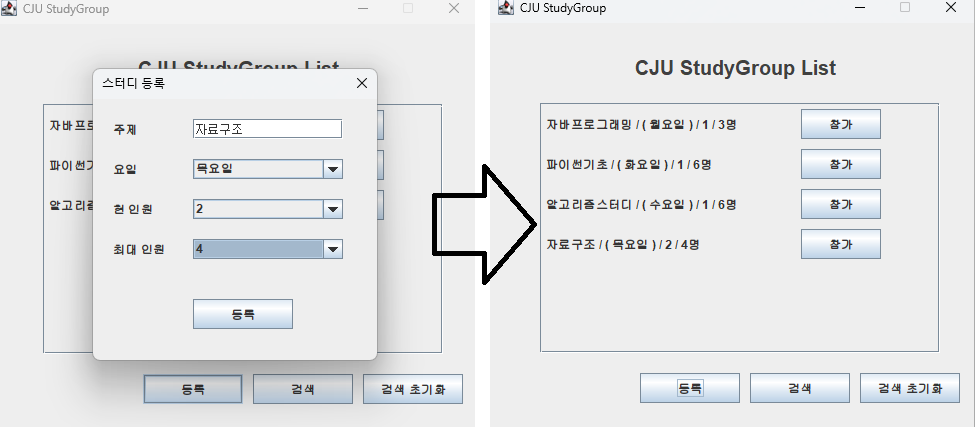 CJU StudyGroup
CJU StudyGroup List
스터디 등록
주제
자료구조
요일
목요일
현 인원
2
최대 인원
4
등록
자바프로
파이썬기
알고리즘
등록
검색
검색 초기화
CJU StudyGroup
CJU StudyGroup List
자바프로그래밍 / ( 월요일 ) / 1 / 3명
참가
파이썬기초 / ( 화요일 ) / 1 / 6명
참가
알고리즘스터디 / ( 수요일 ) / 1 / 6명
참가
자료구조 / ( 목요일 ) / 2 / 4명
참가
등록
검색
검색 초기화